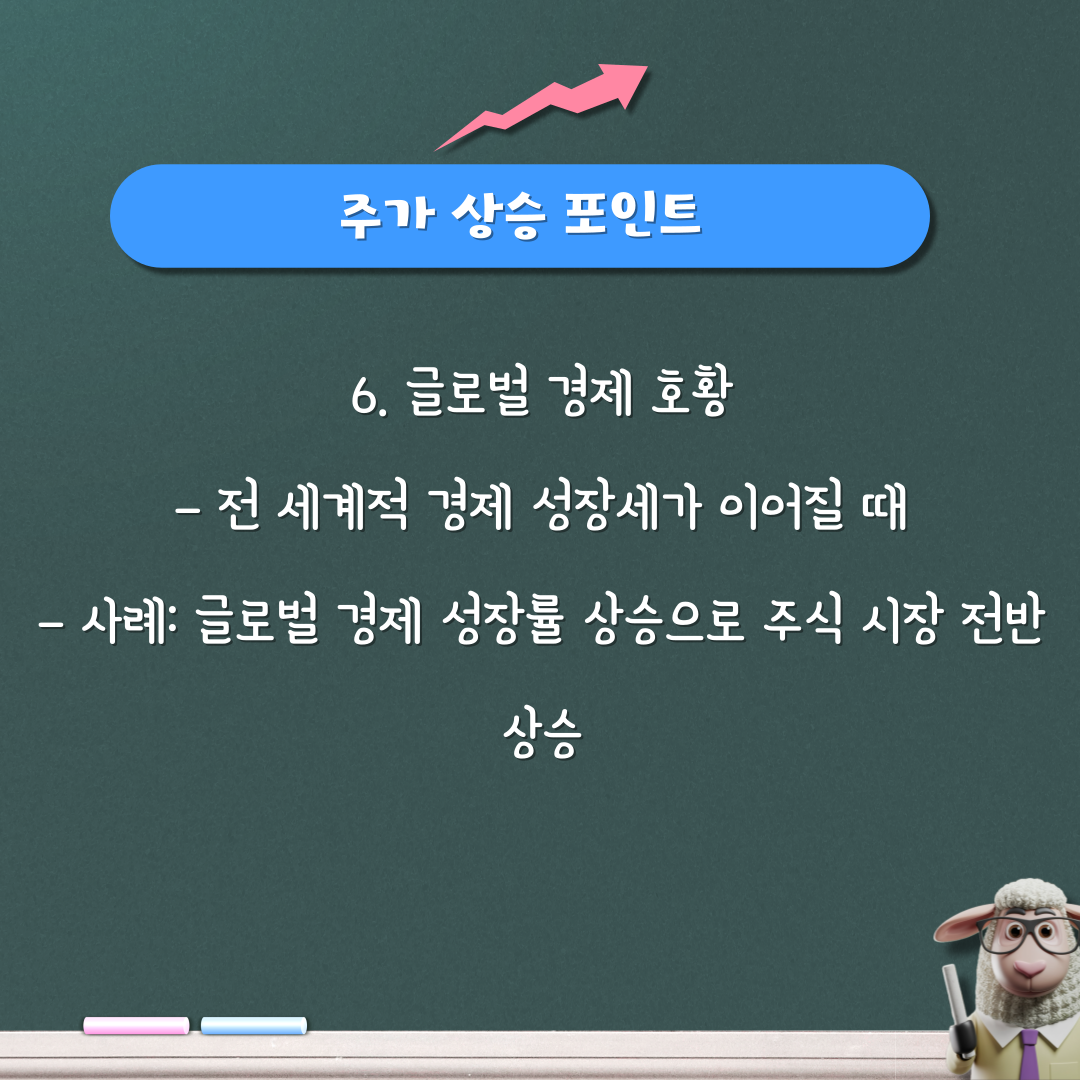 주가 상승 포인트
6. 글로벌 경제 호황
- 전 세계적 경제 성장세가 이어질 때
- 사례: 글로벌 경제 성장률 상승으로 주식 시장 전반
상승